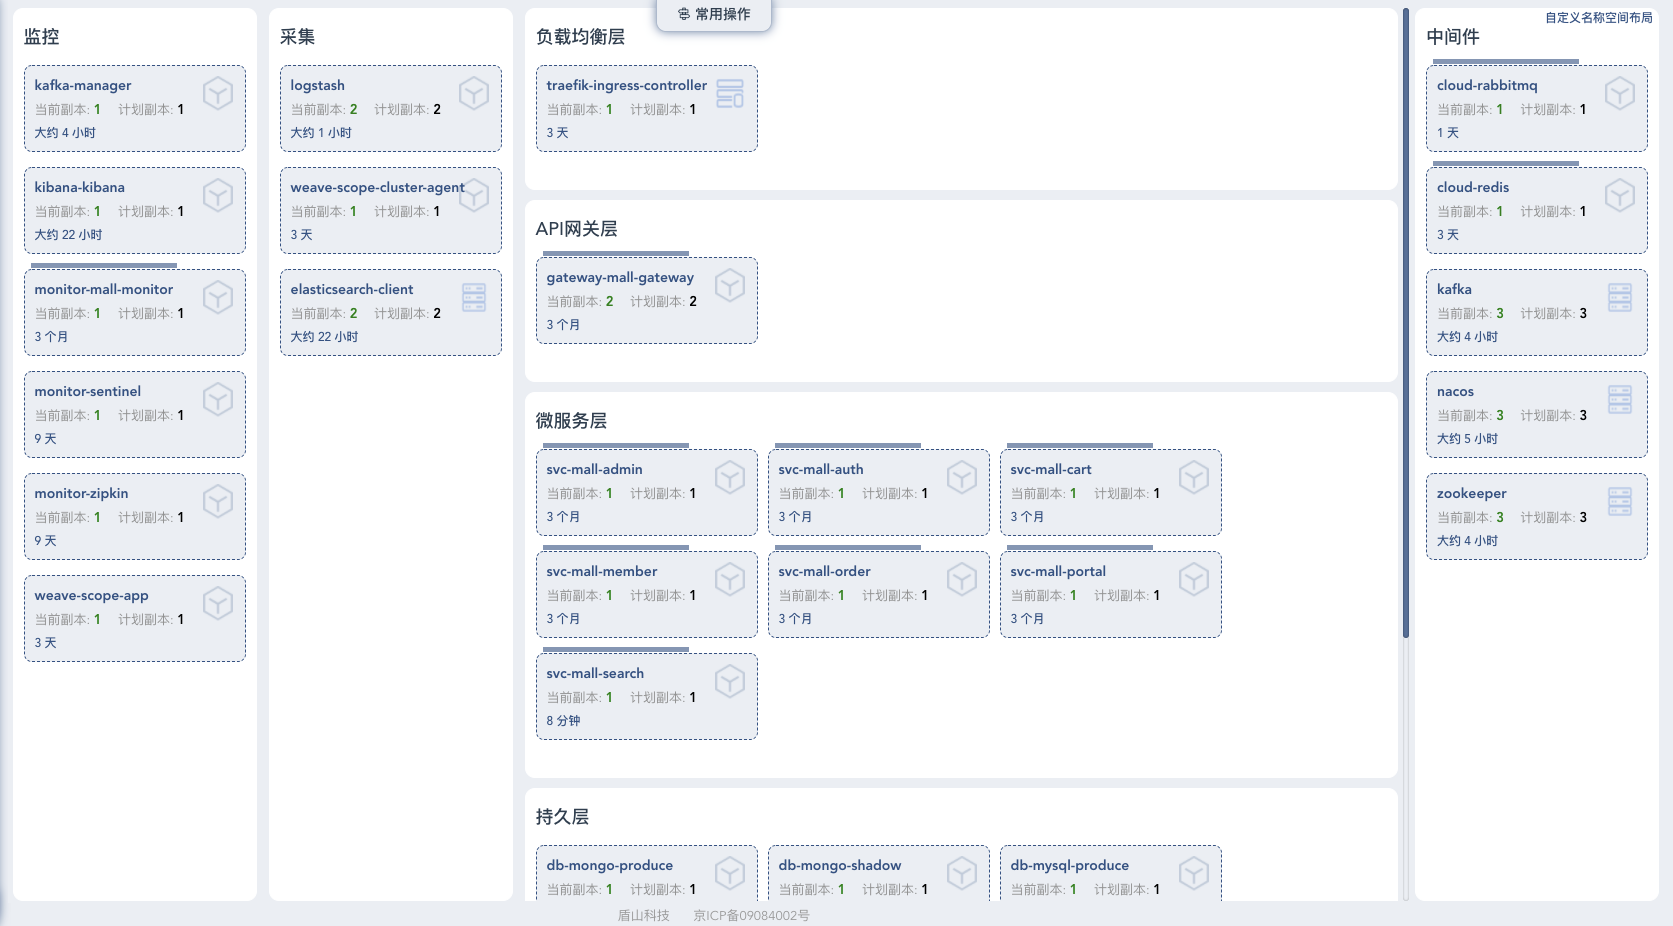 常用操作
自定义名称空间布局
监控
kafka-manager
当前副本: 1 计划副本: 1
大约 4 小时
kibana-kibana
当前副本: 1 计划副本: 1
大约 22 小时
monitor-mall-monitor
当前副本: 1 计划副本: 1
3 个月
monitor-sentinel
当前副本: 1 计划副本: 1
9 天
monitor-zipkin
当前副本: 1 计划副本: 1
9 天
weave-scope-app
当前副本: 1 计划副本: 1
3 天
采集
logstash
当前副本: 2 计划副本: 2
大约 1 小时
weave-scope-cluster-agent
当前副本: 1 计划副本: 1
3 天
elasticsearch-client
当前副本: 2 计划副本: 2
大约 22 小时
负载均衡层
traefik-ingress-controller
当前副本: 1 计划副本: 1
3 天
API网关层
gateway-mall-gateway
当前副本: 2 计划副本: 2
3 个月
微服务层
svc-mall-admin
当前副本: 1 计划副本: 1
3 个月
svc-mall-auth
当前副本: 1 计划副本: 1
3 个月
svc-mall-cart
当前副本: 1 计划副本: 1
3 个月
svc-mall-member
当前副本: 1 计划副本: 1
3 个月
svc-mall-order
当前副本: 1 计划副本: 1
3 个月
svc-mall-portal
当前副本: 1 计划副本: 1
3 个月
svc-mall-search
当前副本: 1 计划副本: 1
8 分钟
持久层
db-mongo-produce
当前副本: 1 计划副本: 1
db-mongo-shadow
当前副本: 1 计划副本: 1
db-mysql-produce
当前副本: 1 计划副本: 1
中间件
cloud-rabbitmq
当前副本: 1 计划副本: 1
1 天
cloud-redis
当前副本: 1 计划副本: 1
3 天
kafka
当前副本: 3 计划副本: 3
大约 4 小时
nacos
当前副本: 3 计划副本: 3
大约 5 小时
zookeeper
当前副本: 3 计划副本: 3
大约 4 小时
盾山科技 京ICP备09084002号